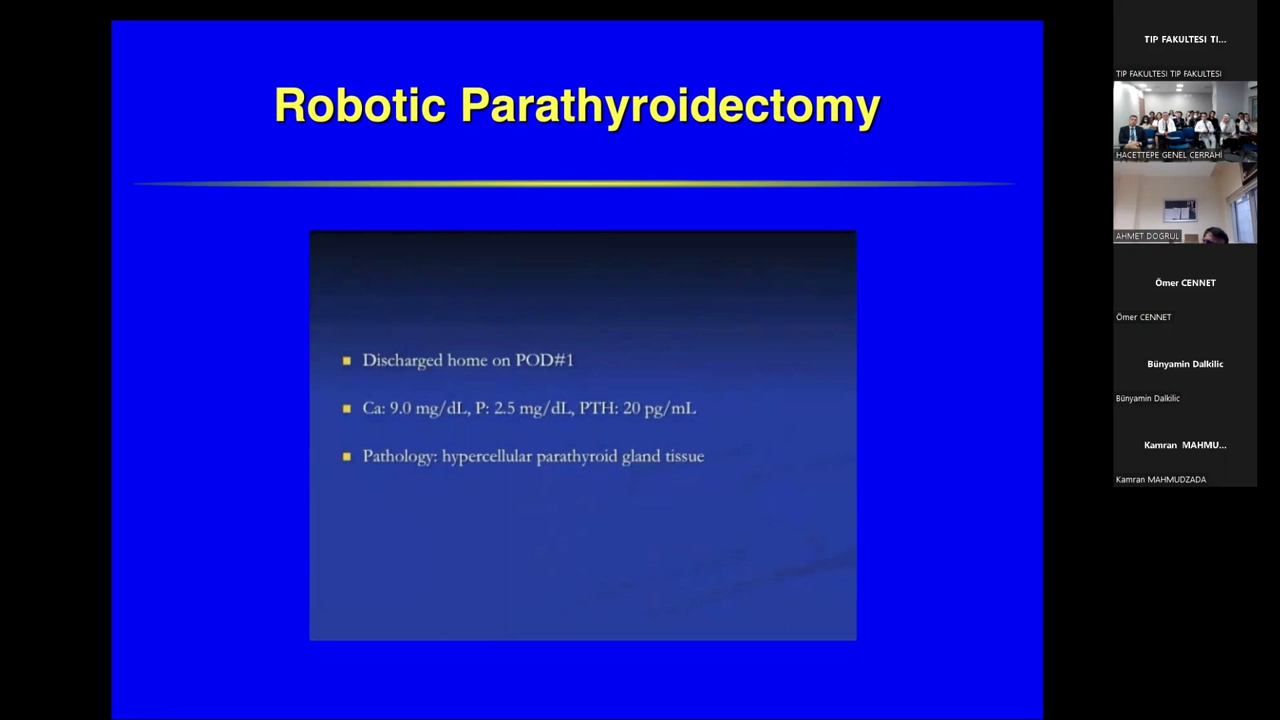 Robotic Parathyroidectomy
Discharged home on POD#1
Ca: 9.0 mg/dL, P: 2.5 mg/dL, PTH: 20 pg/mL
Pathology: hypercellular parathyroid gland tissue
TIP FAKULTESI TI...
TIP FAKULTESI TIP FAKULTESI
HACETTEPE GENEL CERRAHİ
AHMET DOGRUL
Ömer CENNET
Ömer CENNET
Bünyamin Dalkilic
Bünyamin Dalkilic
Kamran MAHMU...
Kamran MAHMUDZADA